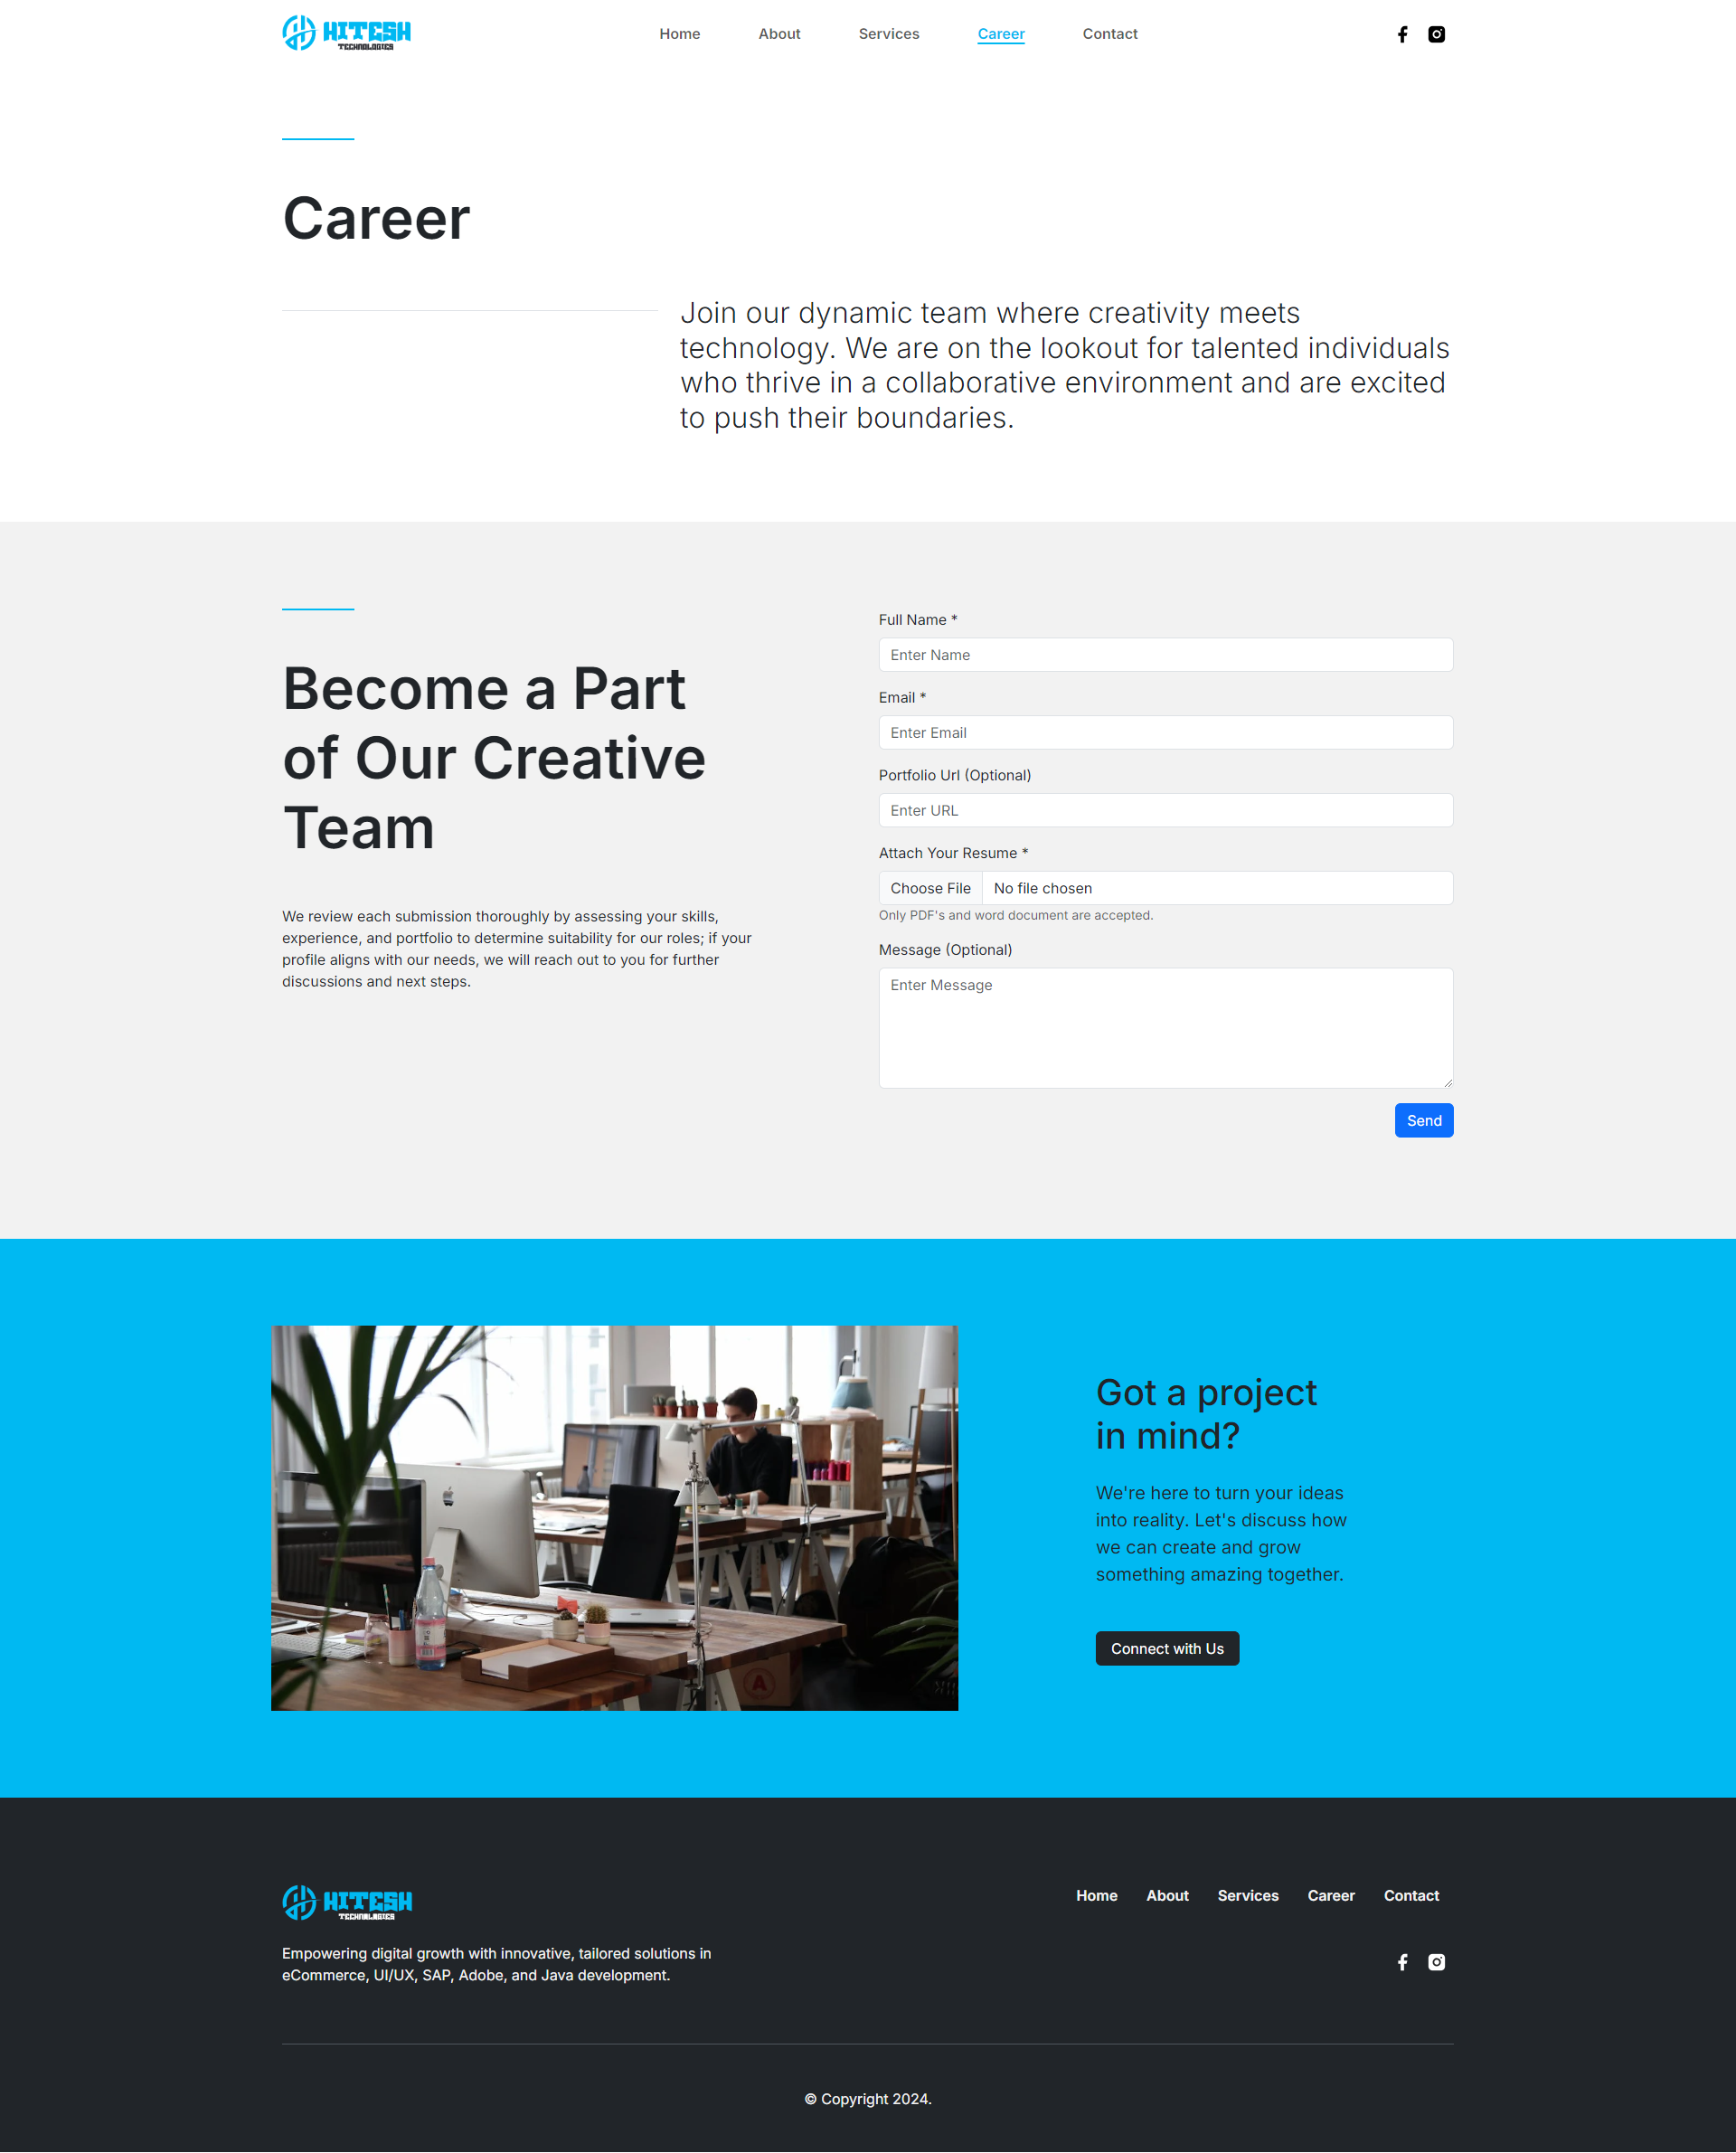 HITESH
TECHNOLOGIES
Home
About
Services
Career
Contact
Career
Join our dynamic team where creativity meets
technology. We are on the lookout for talented individuals
who thrive in a collaborative environment and are excited
to push their boundaries.
Become a Part
of Our Creative
Team
We review each submission thoroughly by assessing your skills,
experience, and portfolio to determine suitability for our roles; if your
profile aligns with our needs, we will reach out to you for further
discussions and next steps.
Full Name *
Enter Name
Email *
Enter Email
Portfolio Url (Optional)
Enter URL
Attach Your Resume *
Choose File
No file chosen
Only PDF's and word document are accepted.
Message (Optional)
Enter Message
Send
Got a project
in mind?
We're here to turn your ideas
into reality. Let's discuss how
we can create and grow
something amazing together.
Connect with Us
HITESH
TECHNOLOGIES
Home
About
Services
Career
Contact
Empowering digital growth with innovative, tailored solutions in
eCommerce, UI/UX, SAP, Adobe, and Java development.
© Copyright 2024.